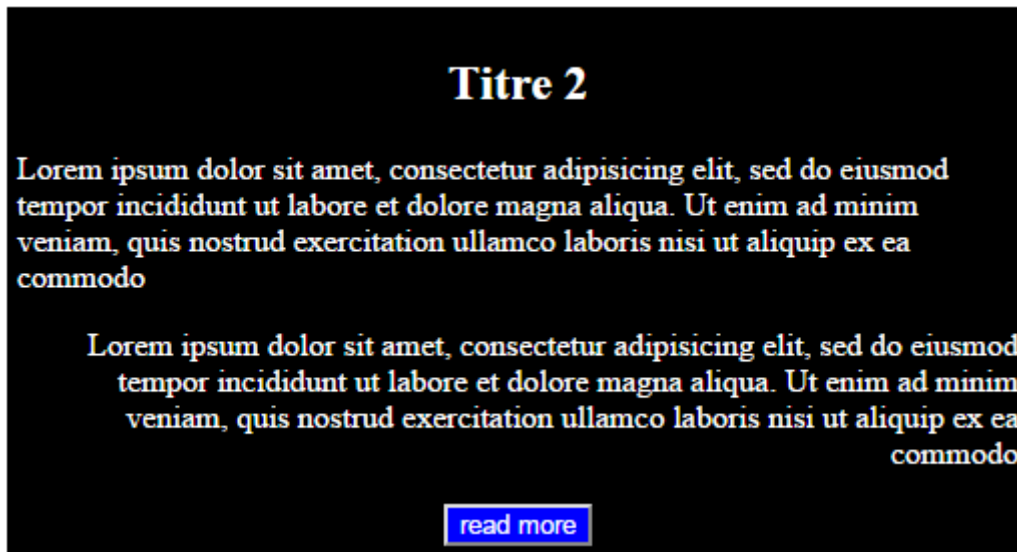 Titre 2
Lorem ipsum dolor sit amet, consectetur adipisicing elit, sed do eiusmod
tempor incididunt ut labore et dolore magna aliqua. Ut enim ad minim
veniam, quis nostrud exercitation ullamco laboris nisi ut aliquip ex ea
commodo
Lorem ipsum dolor sit amet, consectetur adipisicing elit, sed do eiusmod
tempor incididunt ut labore et dolore magna aliqua. Ut enim ad minim
veniam, quis nostrud exercitation ullamco laboris nisi ut aliquip ex ea
commodo
read more